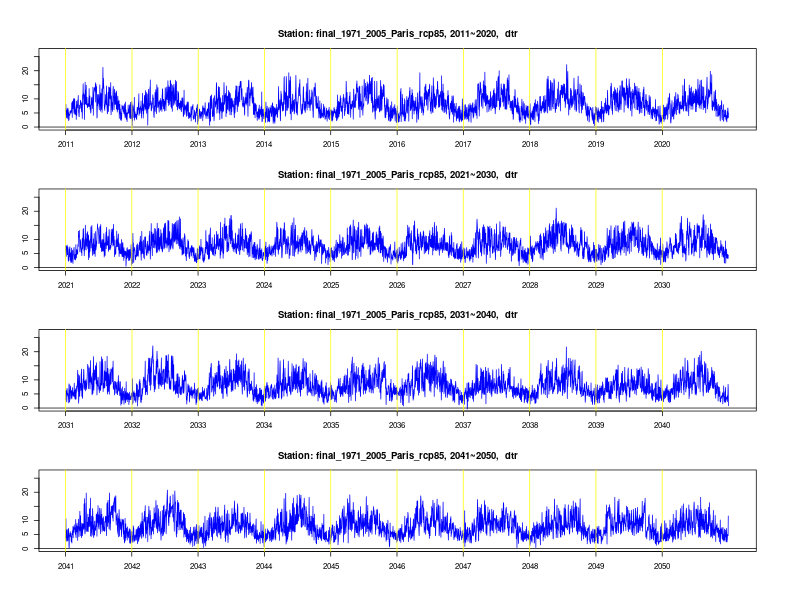 Station: final_1971_2005_Paris_rcp85, 2011~2020, dtr
20
10
5
0
2011 2012 2013 2014 2015 2016 2017 2018 2019 2020
Station: final_1971_2005_Paris_rcp85, 2021~2030, dtr
20
10
5
0
2021 2022 2023 2024 2025 2026 2027 2028 2029 2030
Station: final_1971_2005_Paris_rcp85, 2031~2040, dtr
20
10
5
0
2031 2032 2033 2034 2035 2036 2037 2038 2039 2040
Station: final_1971_2005_Paris_rcp85, 2041~2050, dtr
20
10
5
0
2041 2042 2043 2044 2045 2046 2047 2048 2049 2050